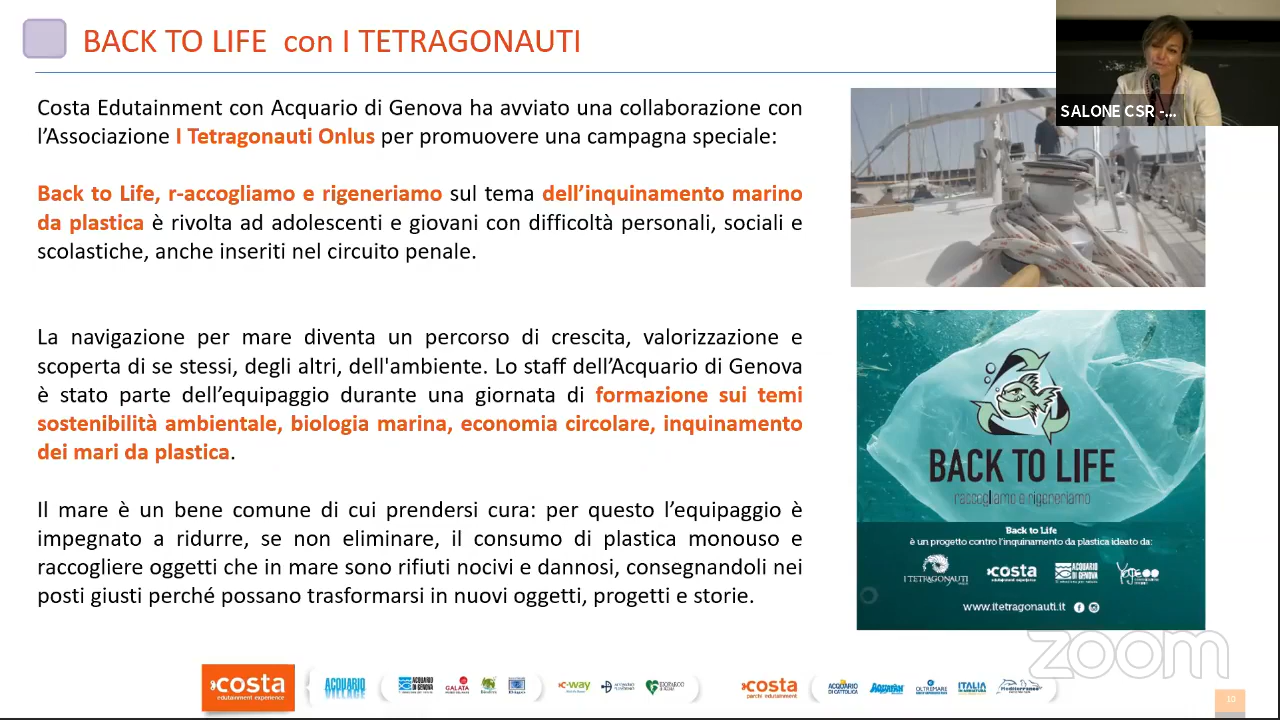 BACK TO LIFE con I TETRAGONAUTI
SALONE CSR -...
Costa Edutainment con Acquario di Genova ha avviato una collaborazione con
l'Associazione I Tetragonauti Onlus per promuovere una campagna speciale:
Back to Life, r-accogliamo e rigeneriamo sul tema dell'inquinamento marino
da plastica è rivolta ad adolescenti e giovani con difficoltà personali, sociali e
scolastiche, anche inseriti nel circuito penale.
La navigazione per mare diventa un percorso di crescita, valorizzazione e
scoperta di se stessi, degli altri, dell'ambiente. Lo staff dell'Acquario di Genova
è stato parte dell'equipaggio durante una giornata di formazione sui temi
sostenibilità ambientale, biologia marina, economia circolare, inquinamento
dei mari da plastica.
Il mare è un bene comune di cui prendersi cura: per questo l'equipaggio è
impegnato a ridurre, se non eliminare, il consumo di plastica monouso e
raccogliere oggetti che in mare sono rifiuti nocivi e dannosi, consegnandoli nei
posti giusti perché possano trasformarsi in nuovi oggetti, progetti e storie.
BACK TO LIFE
raccogliamo e rigeneriamo
Back to Life
è un progetto contro l'inquinamento da plastica ideato da:
I TETRAGONAUTI
costa
edutainment experience
ACQUARIO
DI GENOVA
www.itetragonauti.it
zoom
costa
edutainment experience
ACQUARIO
ACQUARIO
DI GENOVA
GALATA
C-way
BIOPARCO
costa
parchi edutainment
ACQUARIO
DI CATTOLICA
AQUAFAN
OLTREMARE
ITALIA
IN MINIATURA
Mediterraneo
10